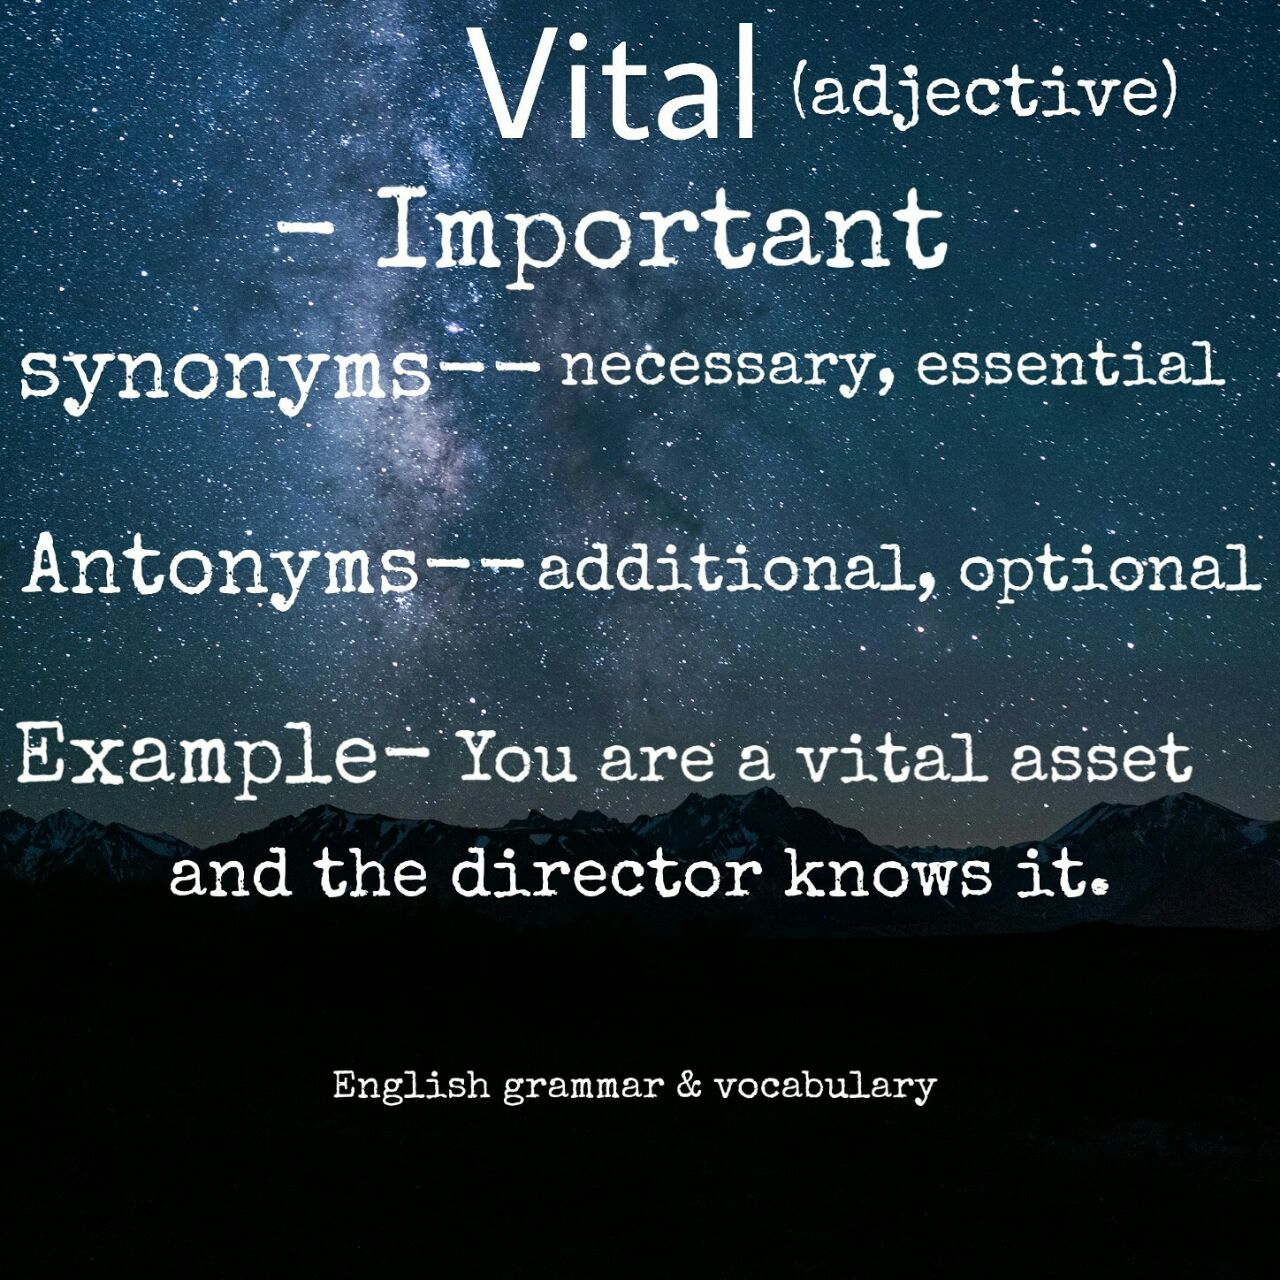 Vital (adjective)
- Important
synonyms-- necessary, essential
Antonyms--additional, optional
Example- You are a vital asset
and the director knows it.
English grammar & vocabulary